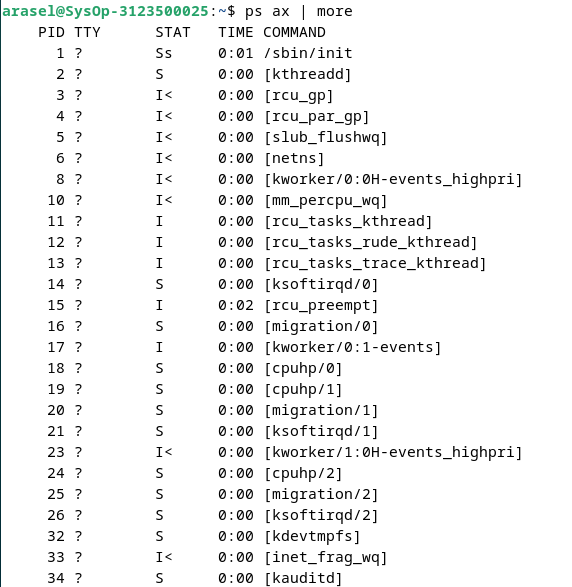 arasel@SysOp-3123500025:~$ ps ax | more
    PID TTY      STAT   TIME COMMAND
      1 ?        Ss     0:01 /sbin/init
      2 ?        S      0:00 [kthreadd]
      3 ?        I<     0:00 [rcu_gp]
      4 ?        I<     0:00 [rcu_par_gp]
      5 ?        I<     0:00 [slub_flushwq]
      6 ?        I<     0:00 [netns]
      8 ?        I<     0:00 [kworker/0:0H-events_highpri]
     10 ?        I<     0:00 [mm_percpu_wq]
     11 ?        I      0:00 [rcu_tasks_kthread]
     12 ?        I      0:00 [rcu_tasks_rude_kthread]
     13 ?        I      0:00 [rcu_tasks_trace_kthread]
     14 ?        S      0:00 [ksoftirqd/0]
     15 ?        I      0:02 [rcu_preempt]
     16 ?        S      0:00 [migration/0]
     17 ?        I      0:00 [kworker/0:1-events]
     18 ?        S      0:00 [cpuhp/0]
     19 ?        S      0:00 [cpuhp/1]
     20 ?        S      0:00 [migration/1]
     21 ?        S      0:00 [ksoftirqd/1]
     23 ?        I<     0:00 [kworker/1:0H-events_highpri]
     24 ?        S      0:00 [cpuhp/2]
     25 ?        S      0:00 [migration/2]
     26 ?        S      0:00 [ksoftirqd/2]
     32 ?        S      0:00 [kdevtmpfs]
     33 ?        I<     0:00 [inet_frag_wq]
     34 ?        S      0:00 [kauditd]